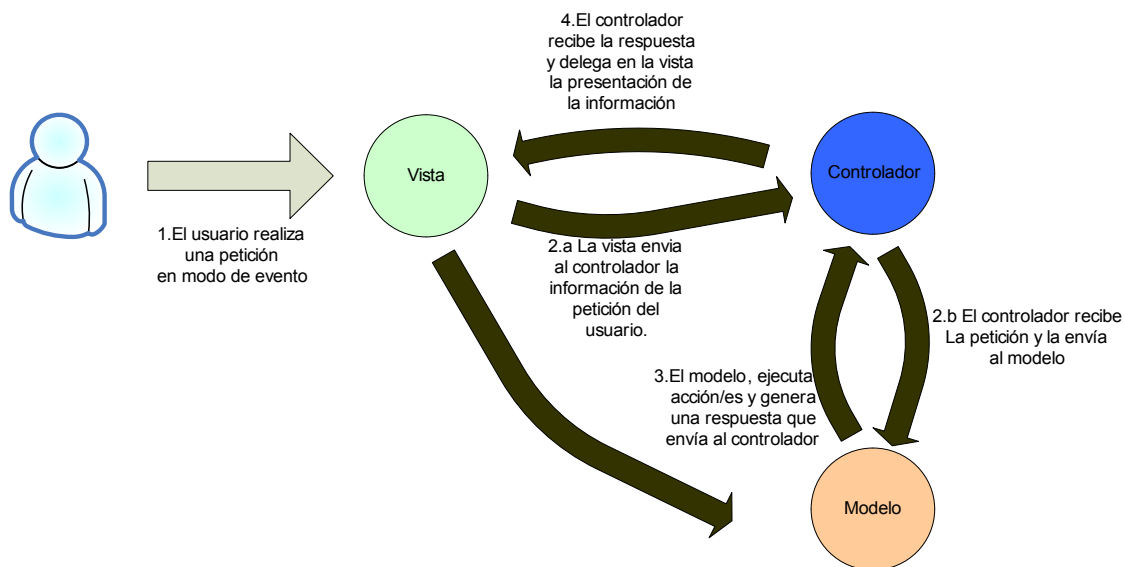 4.El controlador
recibe la respuesta
y delega en la vista
la presentación de
la información
Vista
Controlador
1.El usuario realiza
una petición
en modo de evento
2.a La vista envia
al controlador la
información de la
petición del
usuario.
2.b El controlador recibe
La petición y la envía
al modelo
3.El modelo, ejecuta
acción/es y genera
una respuesta que
envía al controlador
Modelo